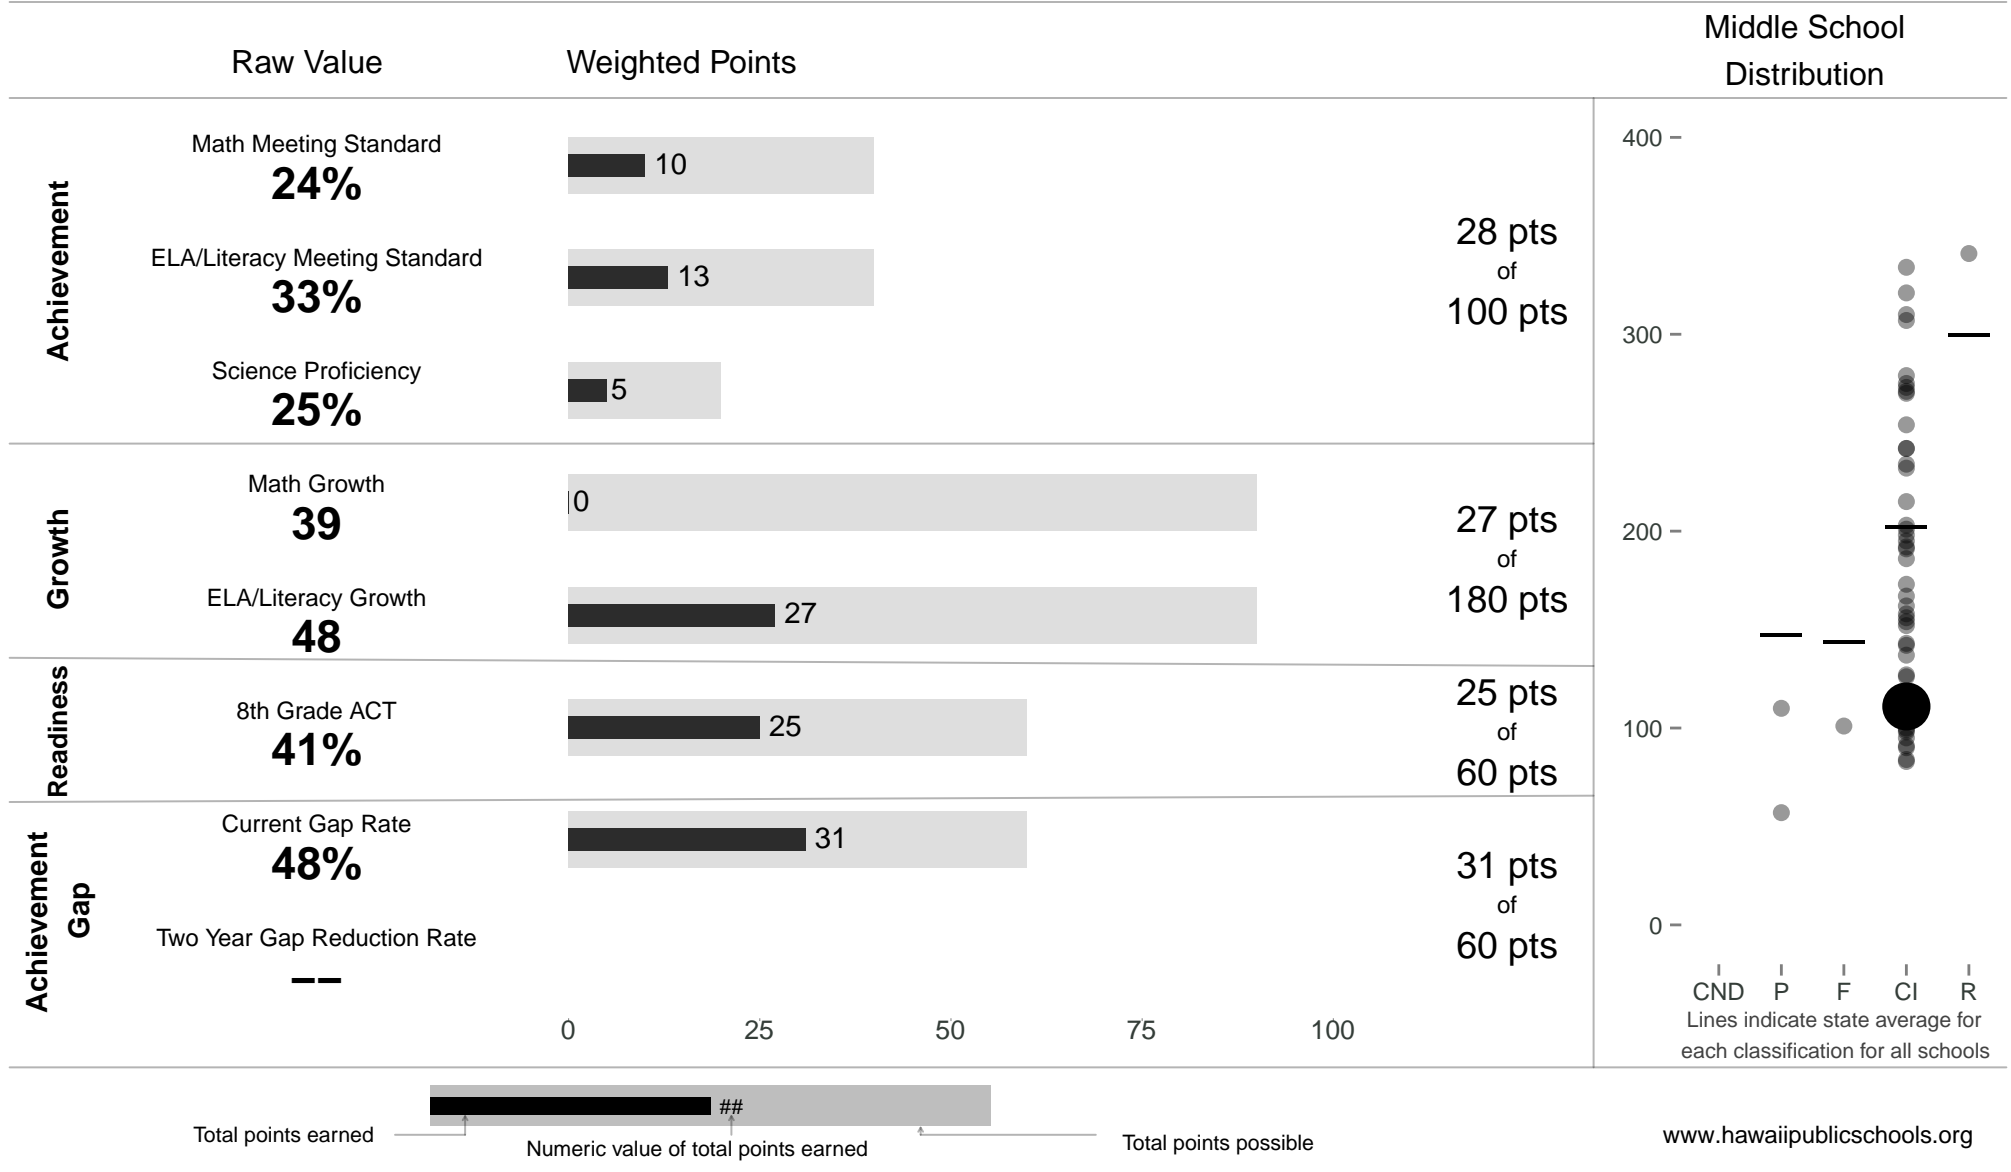 Raw Value
Weighted Points
Middle School
Distribution
Achievement
Math Meeting Standard
24%
10
ELA/Literacy Meeting Standard
33%
13
Science Proficiency
25%
5
28 pts
of
100 pts
Growth
Math Growth
39
0
ELA/Literacy Growth
48
27
27 pts
of
180 pts
Readiness
8th Grade ACT
41%
25
25 pts
of
60 pts
Achievement
Gap
Current Gap Rate
48%
31
Two Year Gap Reduction Rate
--
31 pts
of
60 pts
0 25 50 75 100
400
300
200
100
0
CND P F CI R
Lines indicate state average for
each classification for all schools
##
Total points earned
Numeric value of total points earned
Total points possible
www.hawaiipublicschools.org